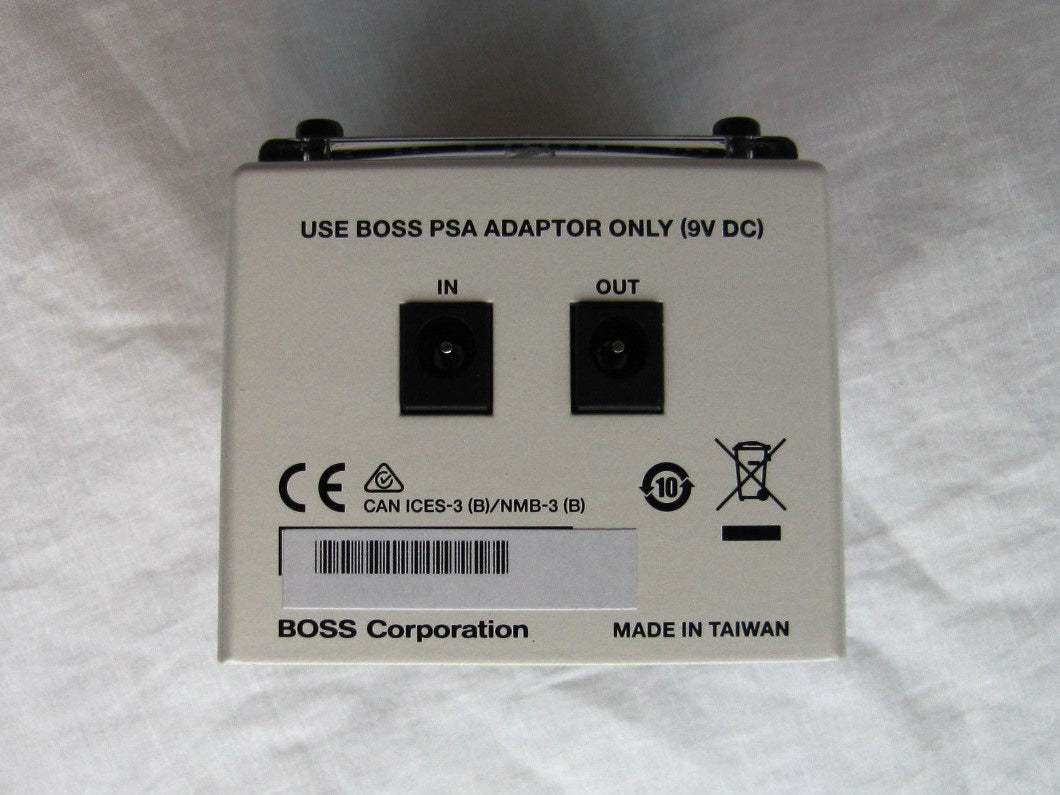 USE BOSS PSA ADAPTOR ONLY (9V DC)
IN OUT
CE
10
CAN ICES-3 (B)/NMB-3 (B)
BOSS Corporation
MADE IN TAIWAN